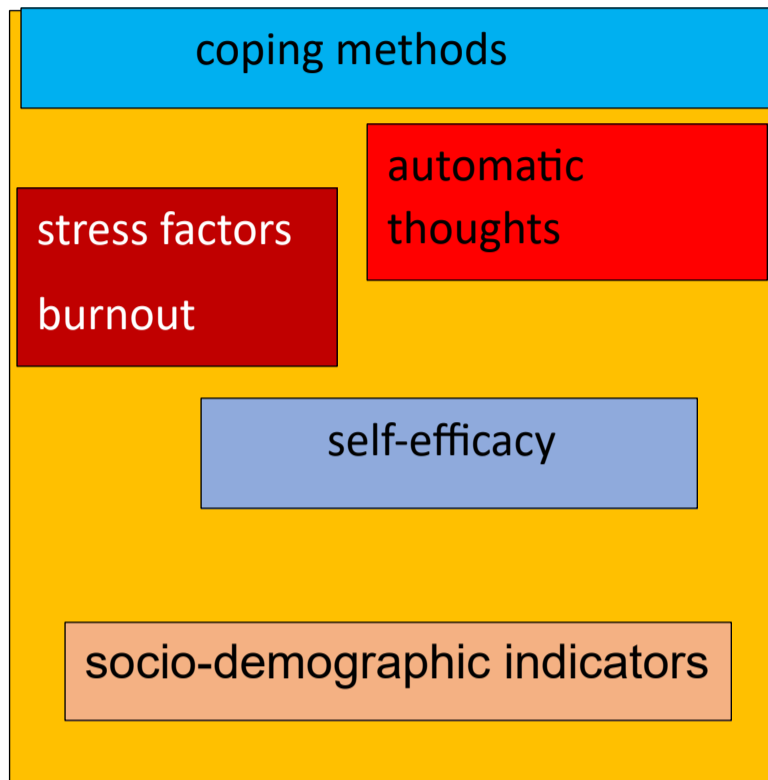 coping methods
automatic
thoughts
stress factors
burnout
self-efficacy
socio-demographic indicators